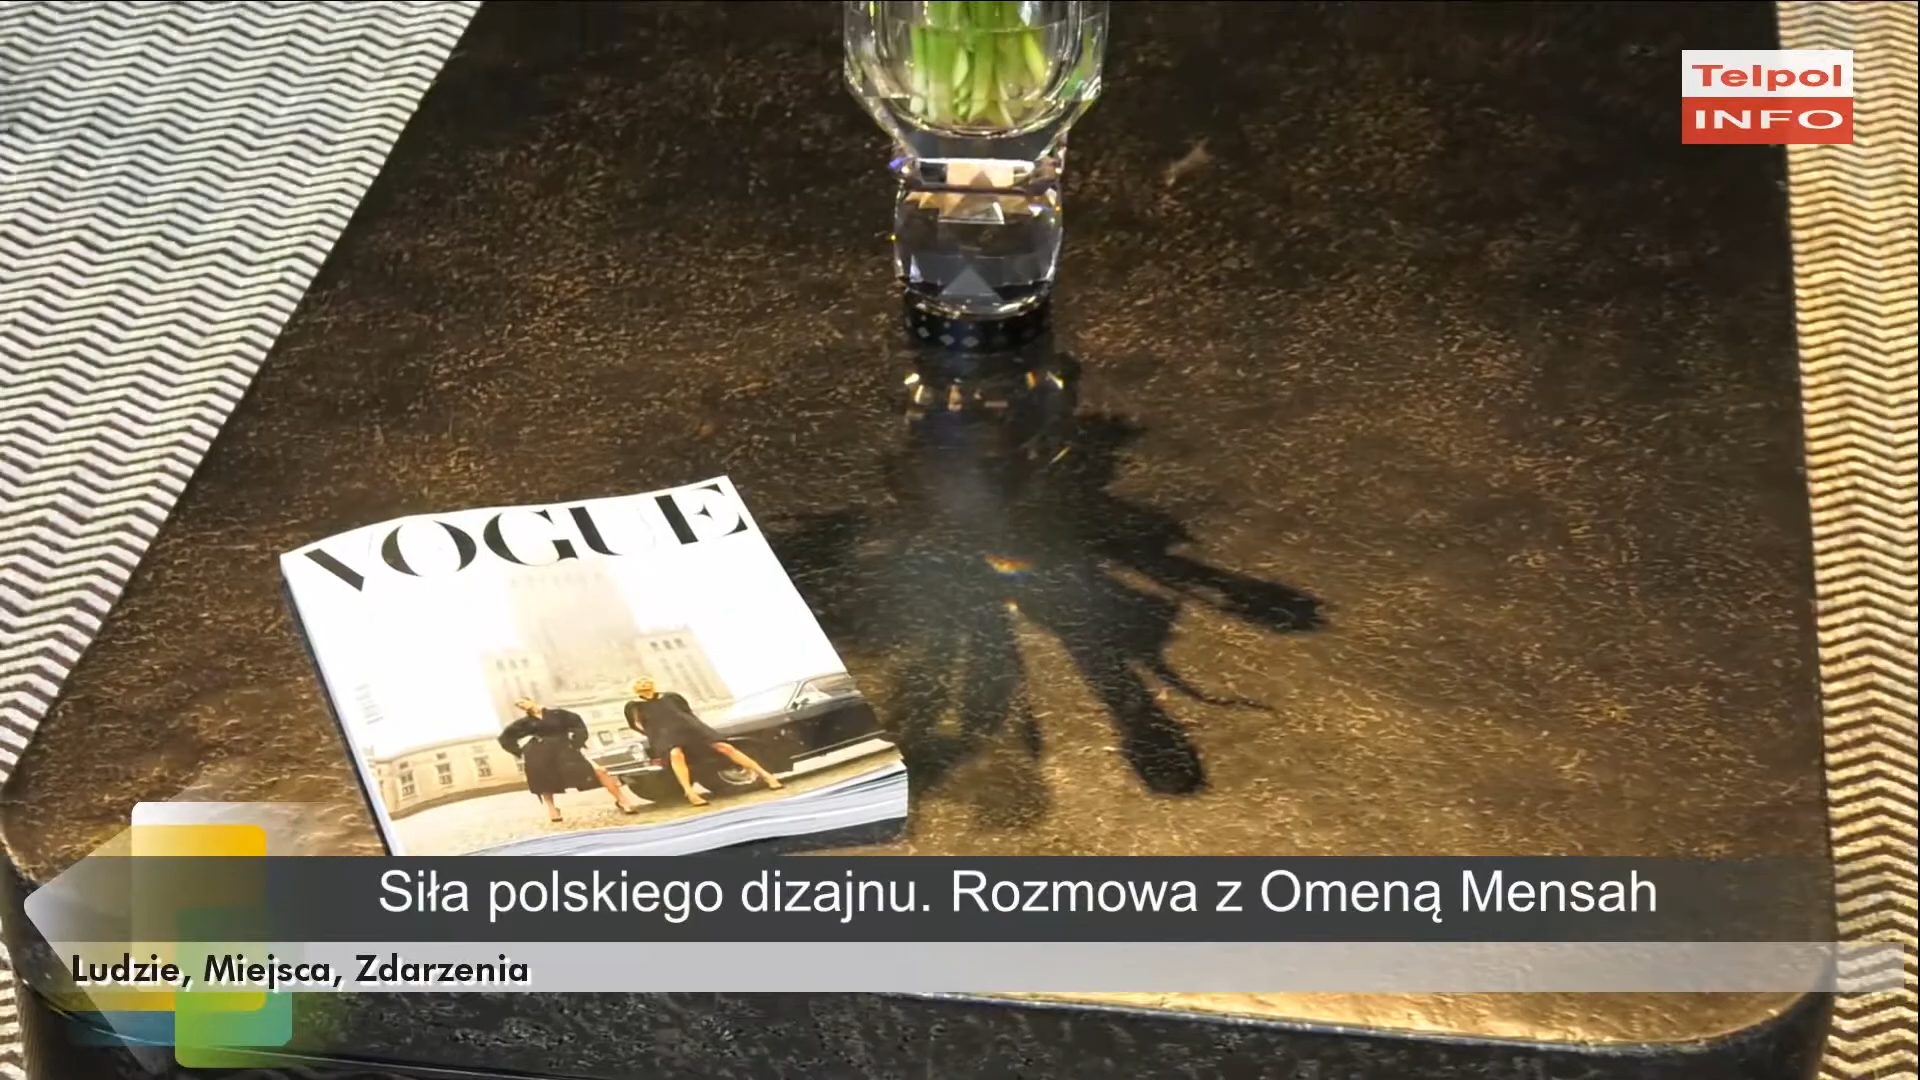 Telpol
INFO
VOGUE
Siła polskiego dizajnu. Rozmowa z Omeną Mensah
Ludzie, Miejsca, Zdarzenia